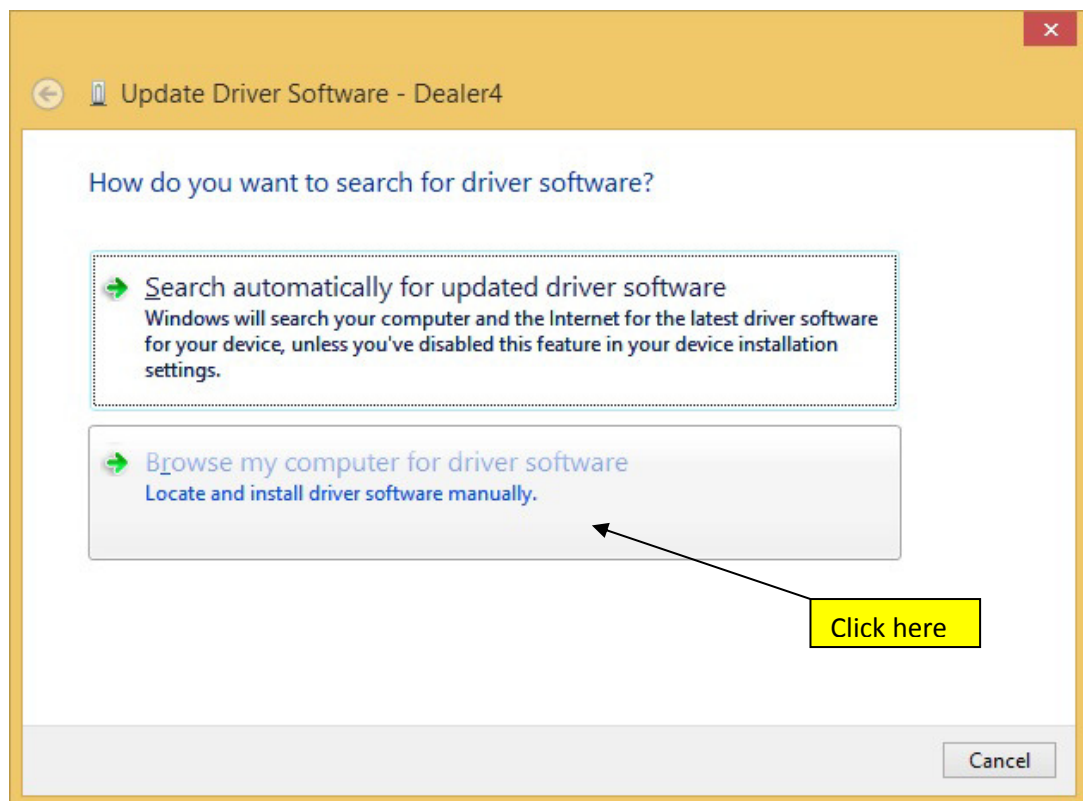 Update Driver Software - Dealer4
How do you want to search for driver software?
Search automatically for updated driver software
Windows will search your computer and the Internet for the latest driver software
for your device, unless you've disabled this feature in your device installation
settings.
Browse my computer for driver software
Locate and install driver software manually.
Click here
Cancel